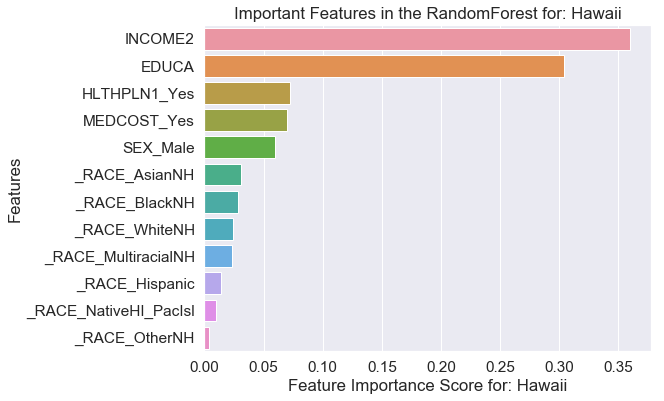 Important Features in the RandomForest for: Hawaii
INCOME2
EDUCA
HLTHPLN1_Yes
MEDCOST_Yes
SEX_Male
_RACE_AsianNH
_RACE_BlackNH
_RACE_WhiteNH
_RACE_MultiracialNH
_RACE_Hispanic
_RACE_NativeHI_PacIsl
_RACE_OtherNH
Features
0.00 0.05 0.10 0.15 0.20 0.25 0.30 0.35
Feature Importance Score for: Hawaii